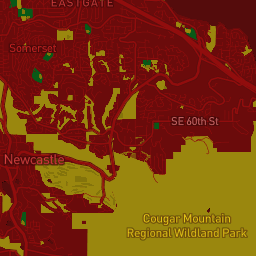 EASTGATE
Somerset
SE 60th St
Newcastle
Cougar Mountain
Regional Wildland Park